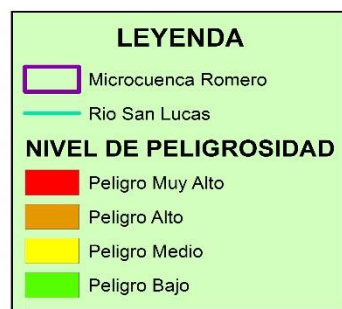 LEYENDA
Microcuenca Romero
Rio San Lucas
NIVEL DE PELIGROSIDAD
Peligro Muy Alto
Peligro Alto
Peligro Medio
Peligro Bajo